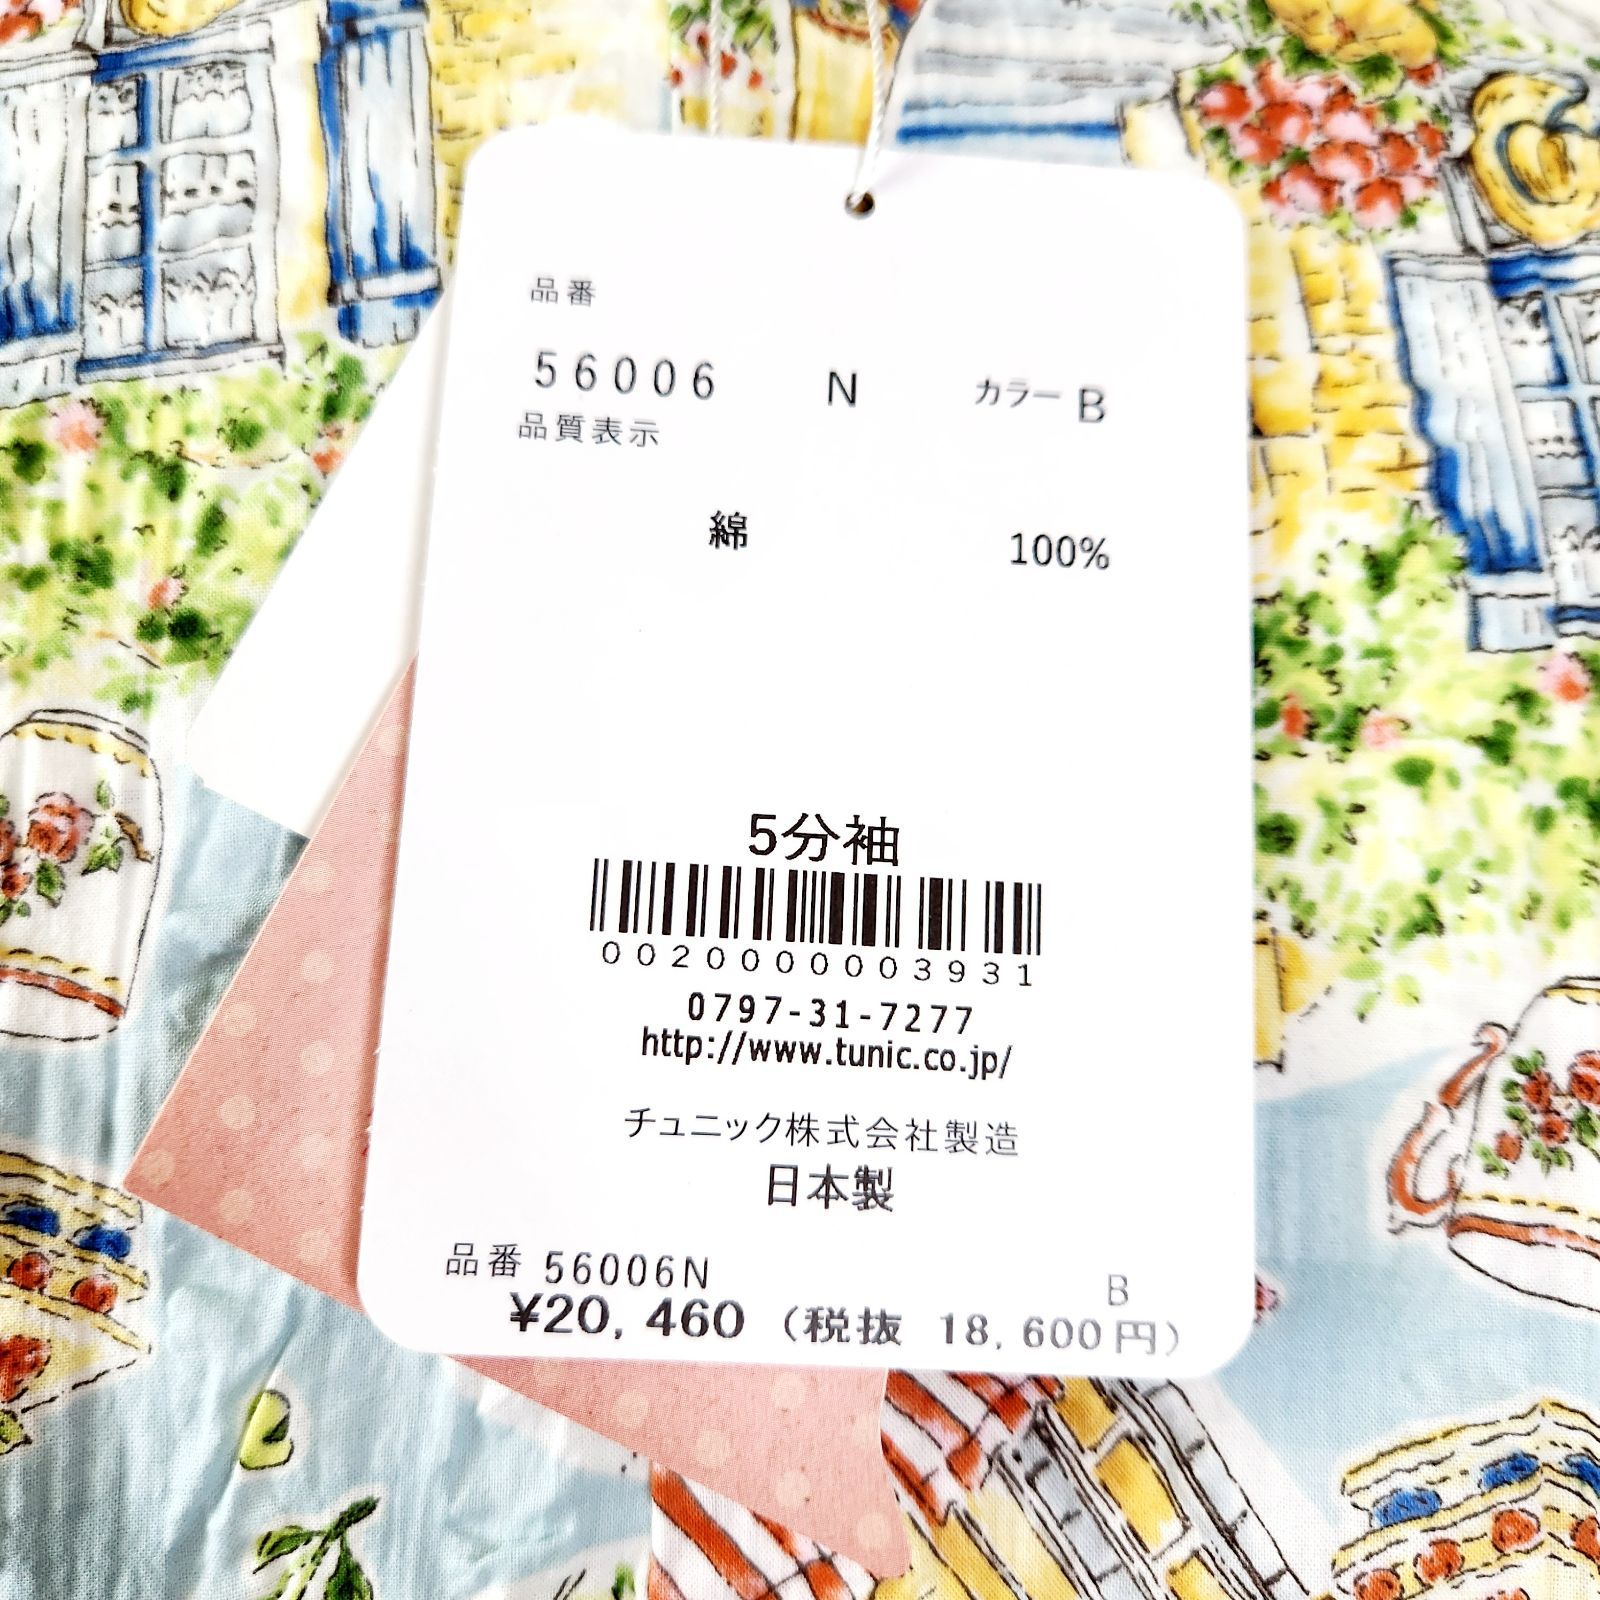 品番
56006 N カラー B
品質表示
綿 100%
5分袖
0020000003931
0797-31-7277
http://www.tunic.co.jp/
チュニック株式会社製造
日本製
品番 56006N B
¥20,460 (税抜 18,600円)